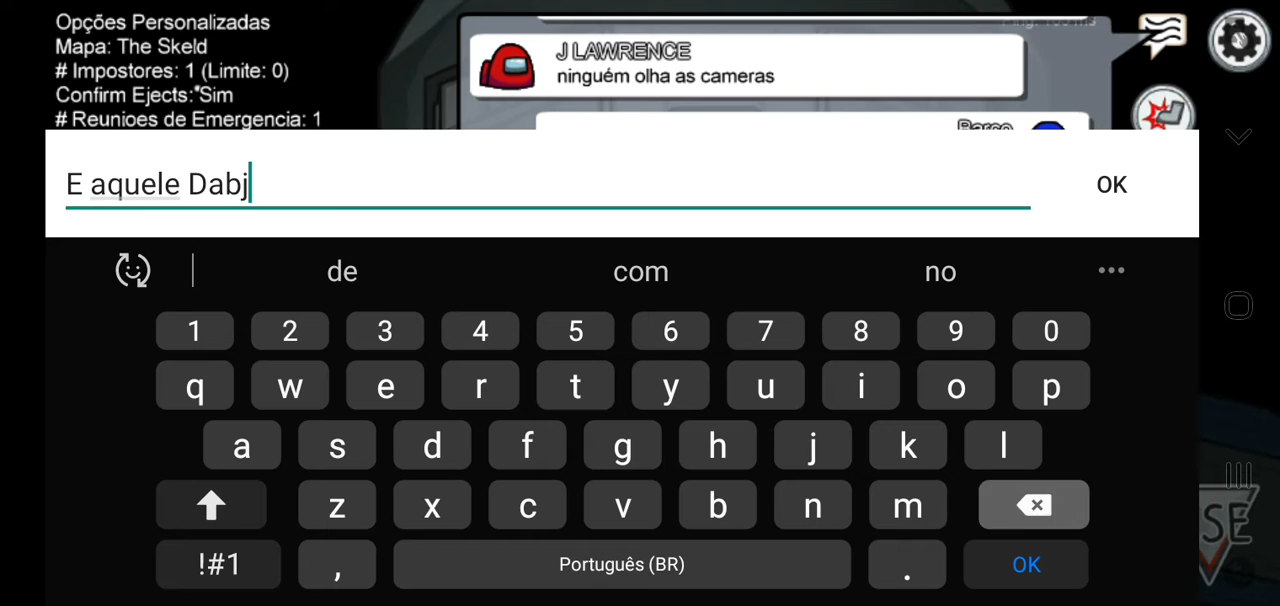 Opções Personalizadas
Mapa: The Skeld
# Impostores: 1 (Limite: 0)
Confirm Ejects: Sim
# Reunioes de Emergencia: 1
J LAWRENCE
ninguém olha as cameras
E aquele Dabj
OK
de com no
1 2 3 4 5 6 7 8 9 0
q w e r t y u i o p
a s d f g h j k l
z x c v b n m
!#1 , Português (BR) . OK
SE